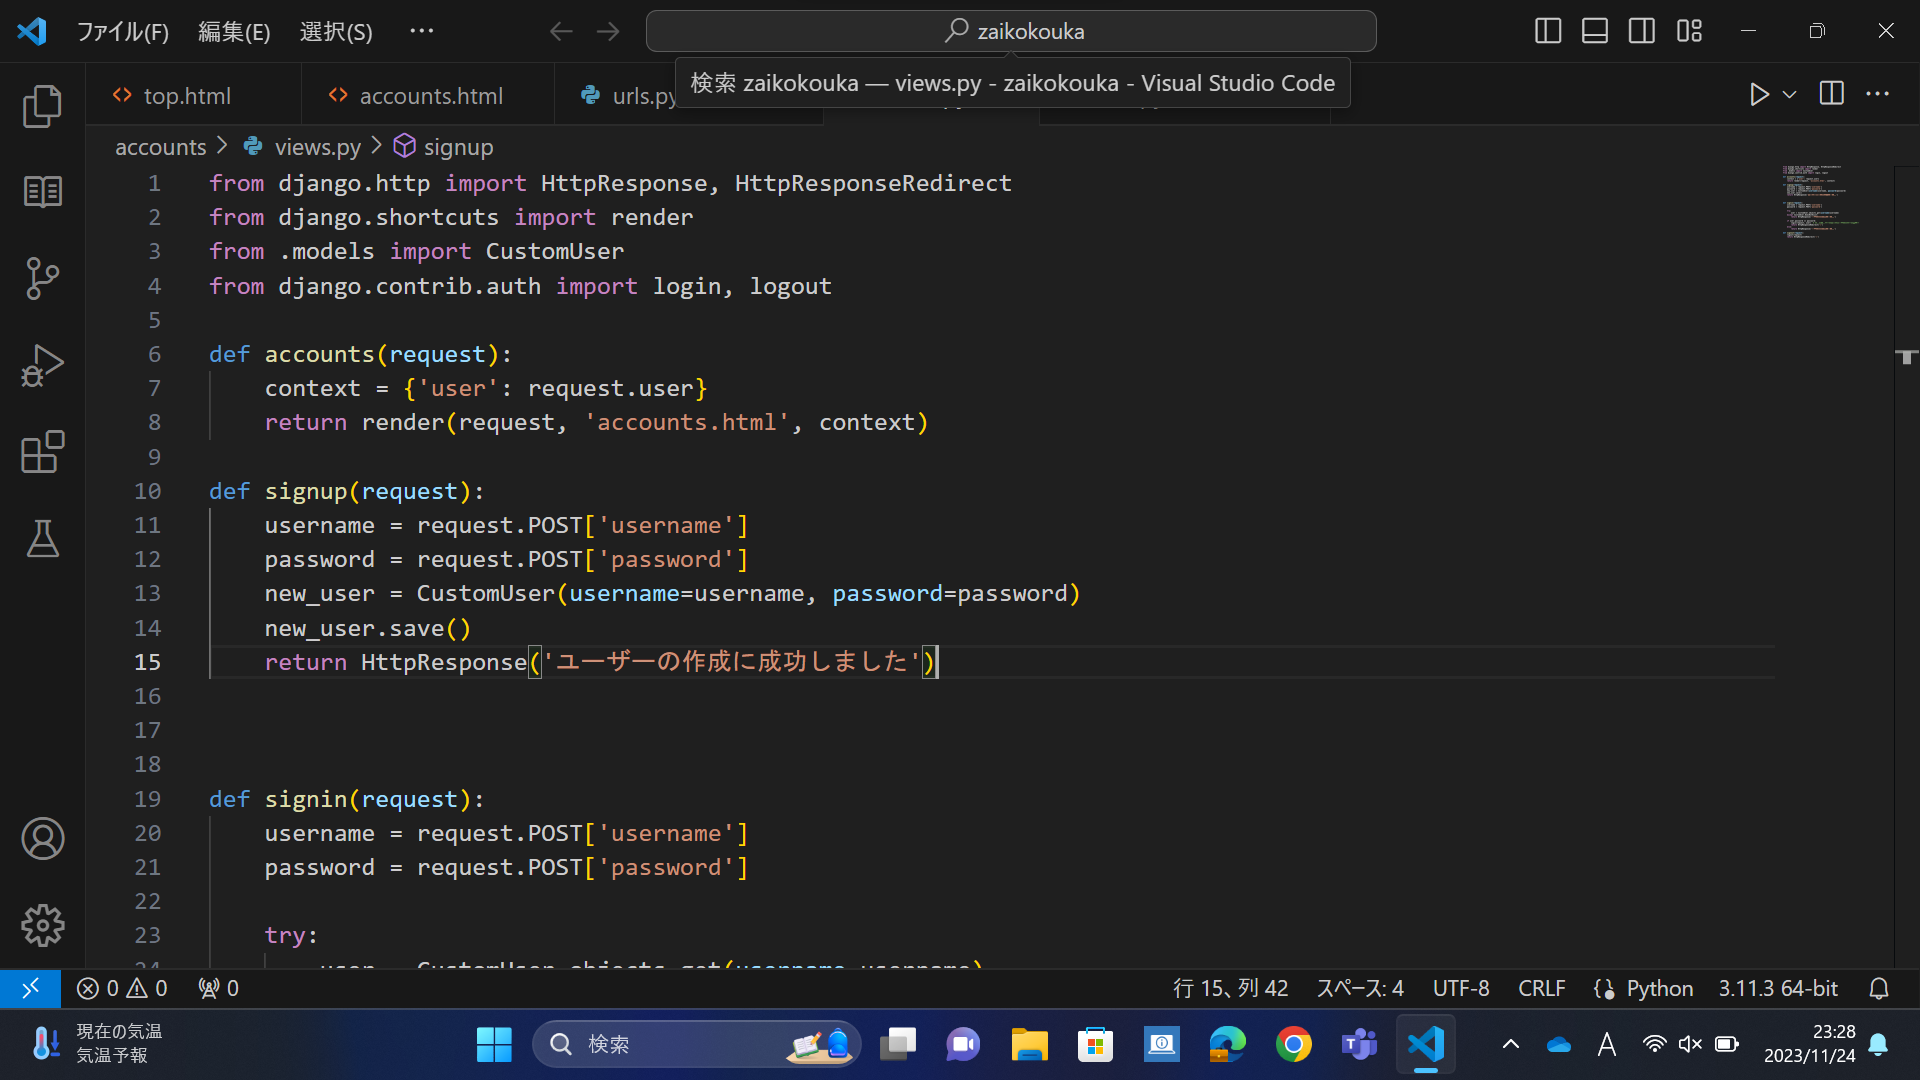 ファイル(F) 編集(E) 選択(S) ··· zaikokouka
検索 zaikokouka — views.py - zaikokouka - Visual Studio Code
top.html accounts.html urls.py
accounts > views.py > signup
1 from django.http import HttpResponse, HttpResponseRedirect
2 from django.shortcuts import render
3 from .models import CustomUser
4 from django.contrib.auth import login, logout
5
6 def accounts(request):
7 context = {'user': request.user}
8 return render(request, 'accounts.html', context)
9
10 def signup(request):
11 username = request.POST['username']
12 password = request.POST['password']
13 new_user = CustomUser(username=username, password=password)
14 new_user.save()
15 return HttpResponse('ユーザーの作成に成功しました')
16
17
18
19 def signin(request):
20 username = request.POST['username']
21 password = request.POST['password']
22
23 try:
24 user = CustomUser.objects.get(username=username)
0 0 0 行 15、列 42 スペース: 4 UTF-8 CRLF Python 3.11.3 64-bit
現在の気温
気温予報
検索
A
23:28
2023/11/24